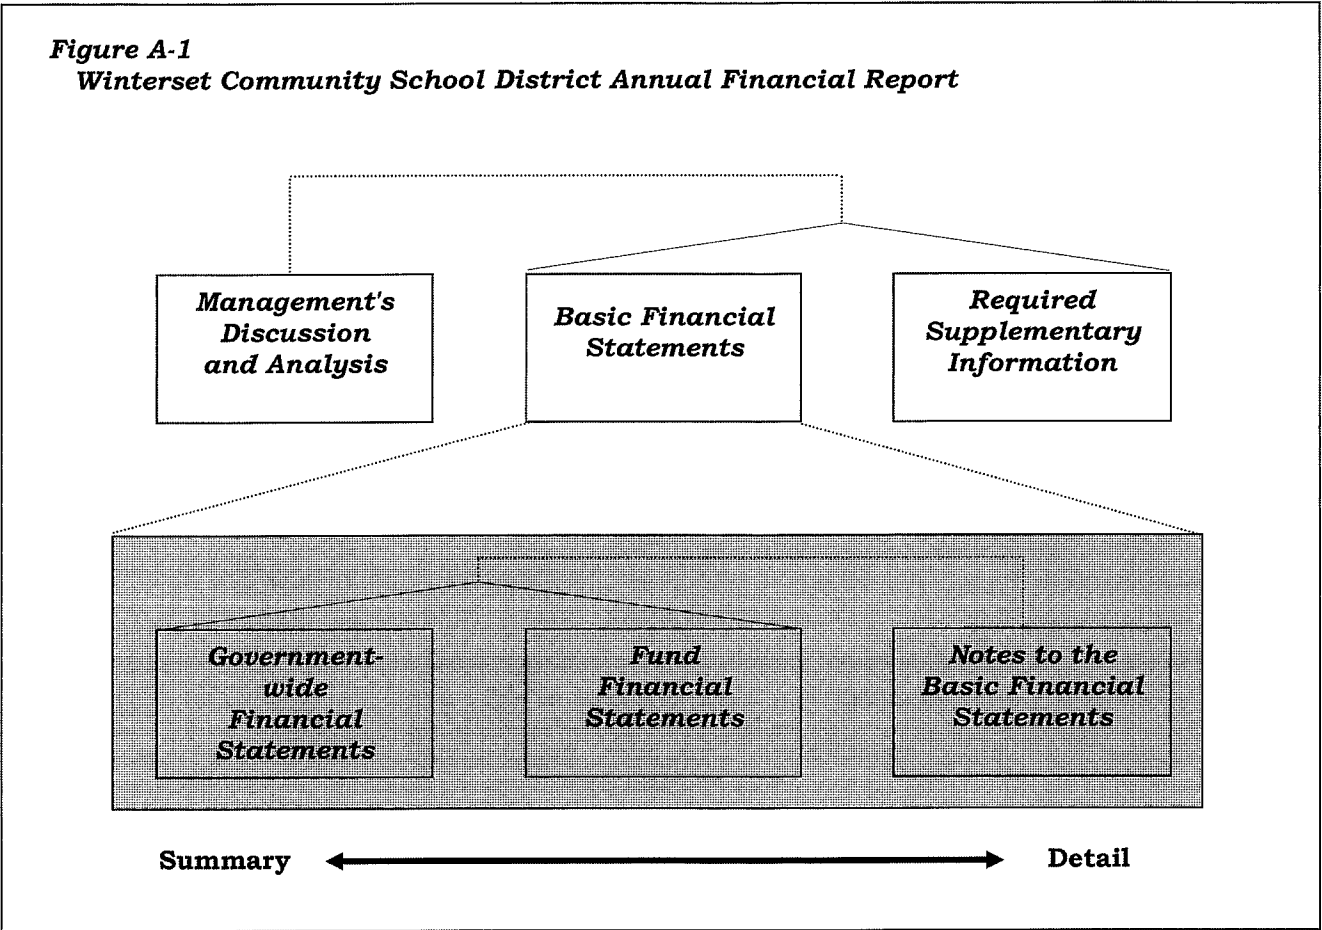 Figure A-1
Winterset Community School District Annual Financial Report
Management's
Discussion
and Analysis
Basic Financial
Statements
Required
Supplementary
Information
Government-
wide
Financial
Statements
Fund
Financial
Statements
Notes to the
Basic Financial
Statements
Summary
Detail